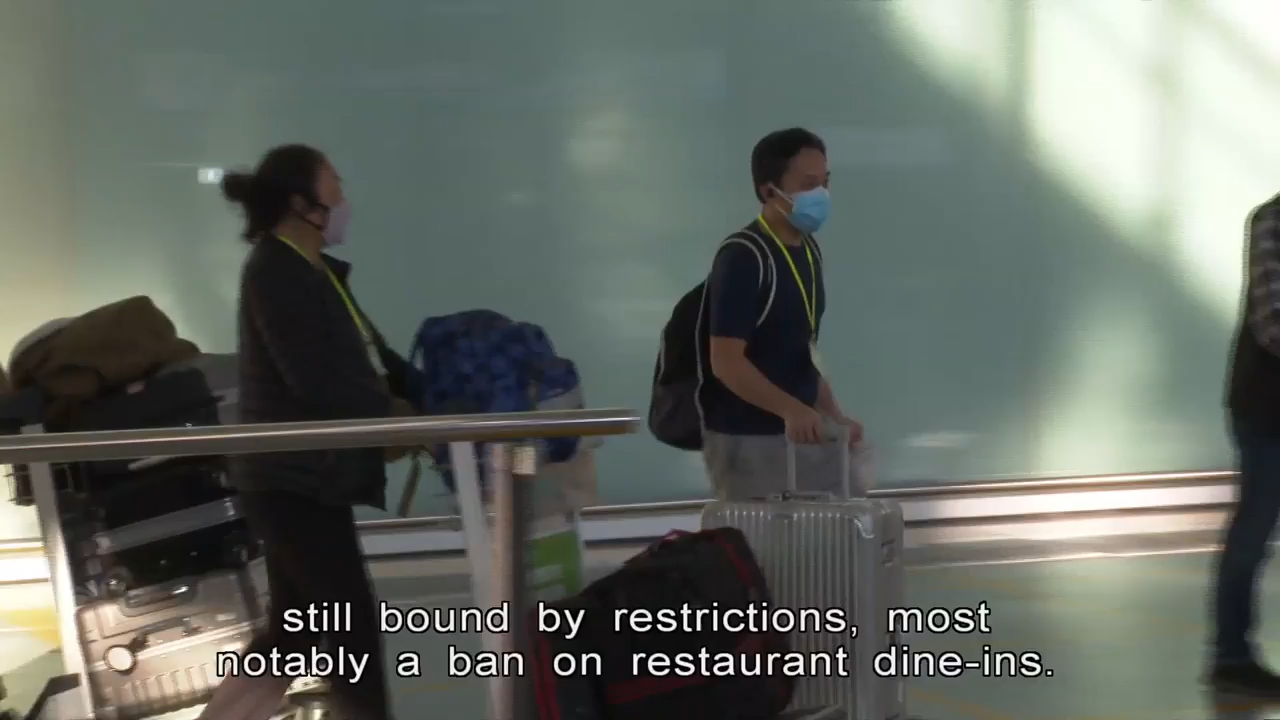 still bound by restrictions, most
notably a ban on restaurant dine-ins.